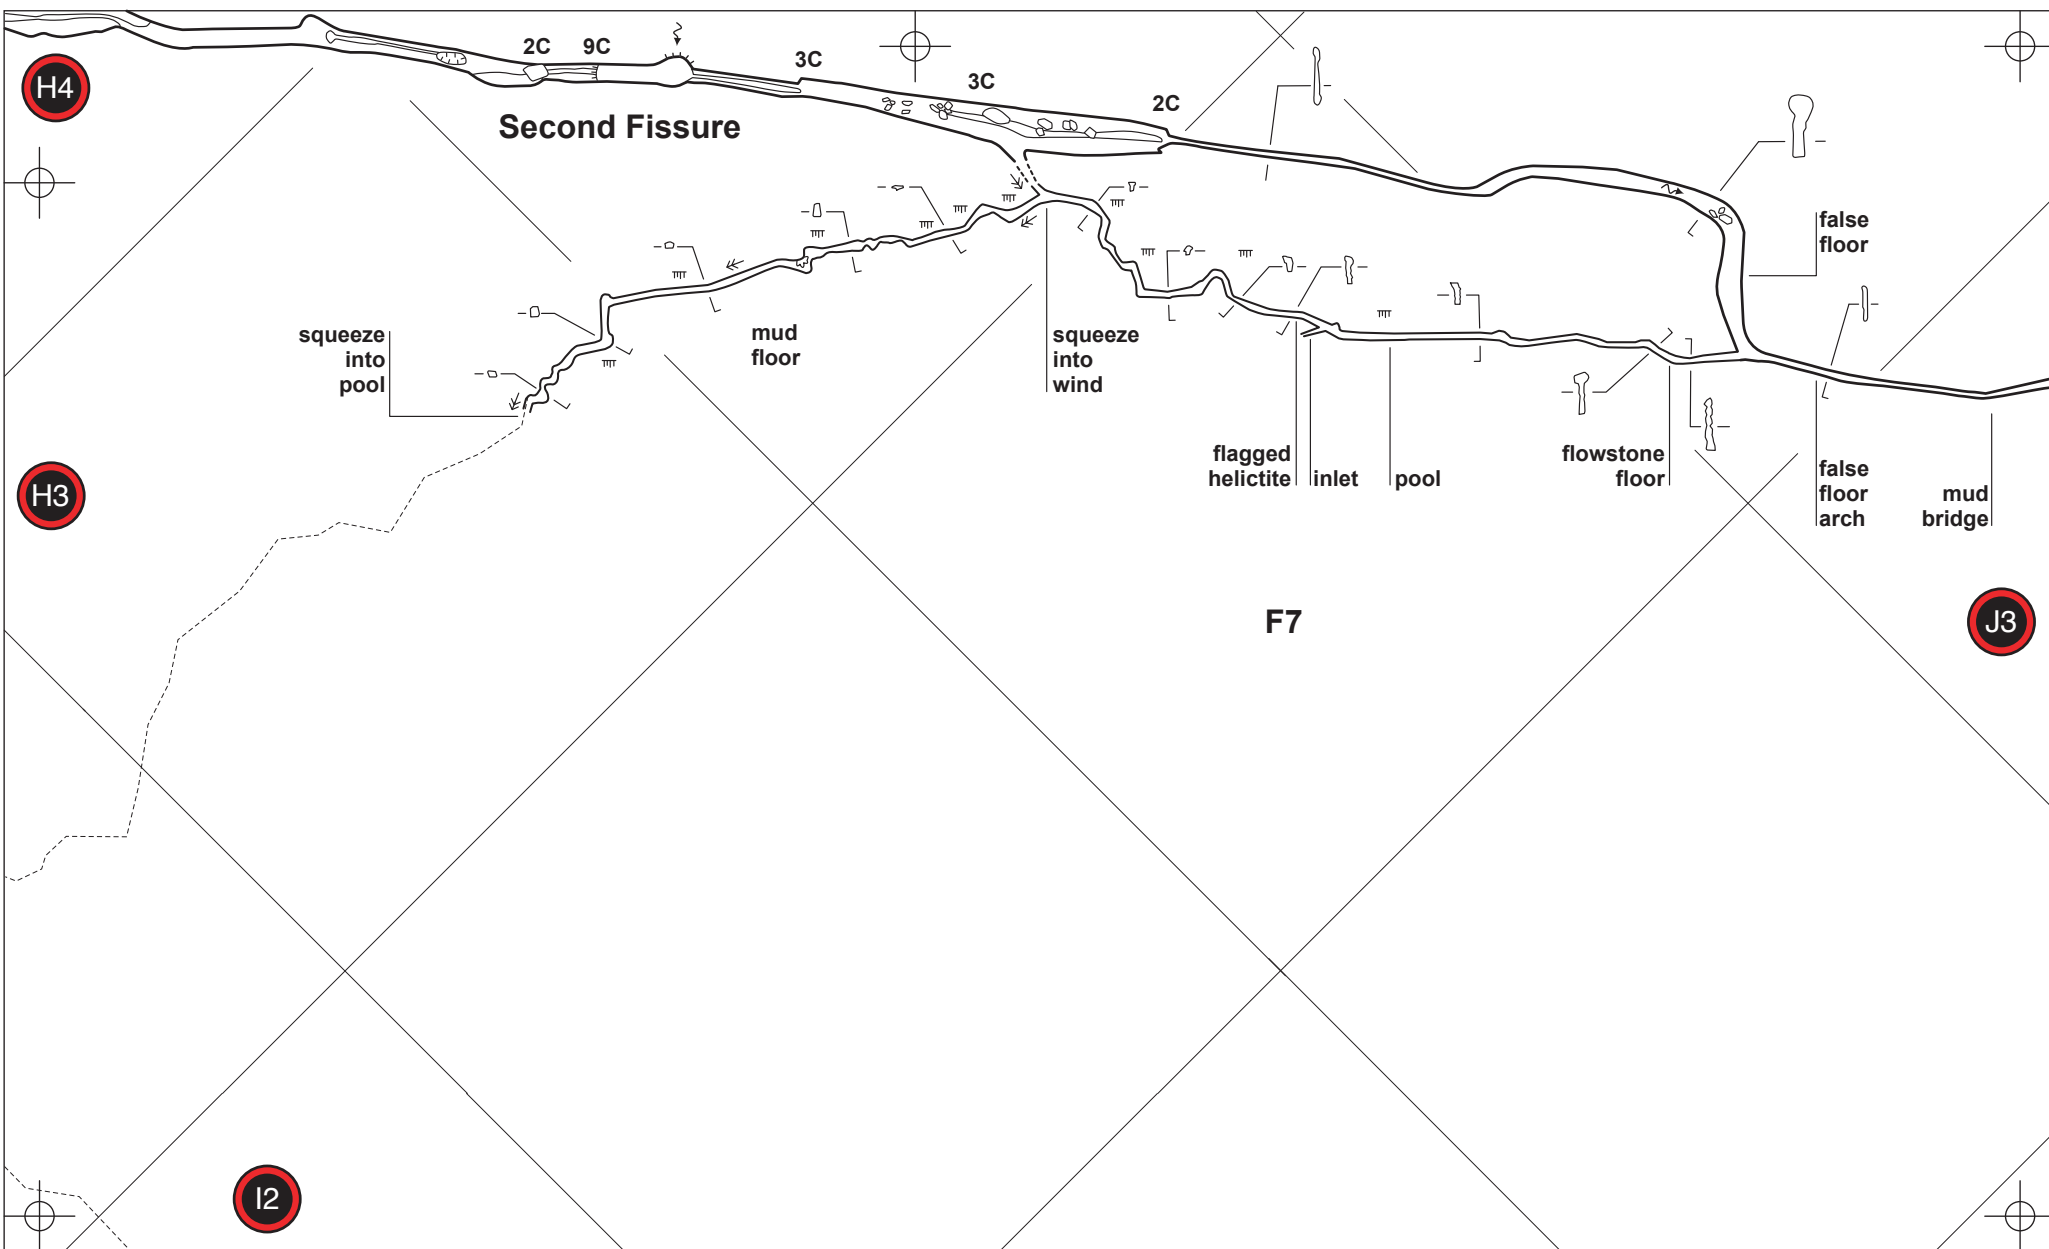 H4
2C
9C
3C
3C
2C
Second Fissure
false
floor
squeeze
into
pool
mud
floor
squeeze
into
wind
flagged
helictite
inlet
pool
flowstone
floor
false
floor
arch
mud
bridge
H3
F7
J3
I2